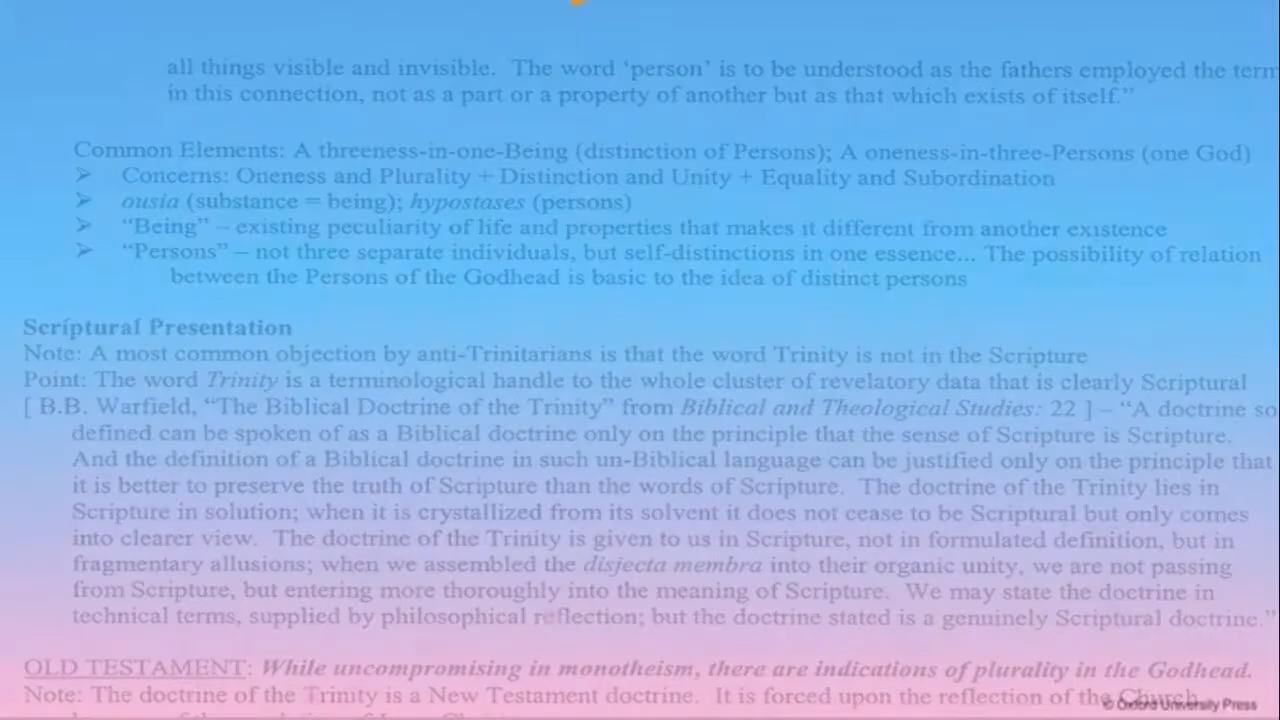 all things visible and invisible. The word ‘person’ is to be understood as the fathers employed the term
in this connection, not as a part or a property of another but as that which exists of itself.”
Common Elements: A threeness-in-one-Being (distinction of Persons); A oneness-in-three-Persons (one God)
➢ Concerns: Oneness and Plurality + Distinction and Unity + Equality and Subordination
➢ ousia (substance = being); hypostases (persons)
➢ “Being” – existing peculiarity of life and properties that makes it different from another existence
➢ “Persons” – not three separate individuals, but self-distinctions in one essence... The possibility of relation
between the Persons of the Godhead is basic to the idea of distinct persons
Scriptural Presentation
Note: A most common objection by anti-Trinitarians is that the word Trinity is not in the Scripture
Point: The word Trinity is a terminological handle to the whole cluster of revelatory data that is clearly Scriptural
[ B.B. Warfield, “The Biblical Doctrine of the Trinity” from Biblical and Theological Studies: 22 ] – “A doctrine so
defined can be spoken of as a Biblical doctrine only on the principle that the sense of Scripture is Scripture.
And the definition of a Biblical doctrine in such un-Biblical language can be justified only on the principle that
it is better to preserve the truth of Scripture than the words of Scripture. The doctrine of the Trinity lies in
Scripture in solution; when it is crystallized from its solvent it does not cease to be Scriptural but only comes
into clearer view. The doctrine of the Trinity is given to us in Scripture, not in formulated definition, but in
fragmentary allusions; when we assembled the disjecta membra into their organic unity, we are not passing
from Scripture, but entering more thoroughly into the meaning of Scripture. We may state the doctrine in
technical terms, supplied by philosophical reflection; but the doctrine stated is a genuinely Scriptural doctrine.”
OLD TESTAMENT: While uncompromising in monotheism, there are indications of plurality in the Godhead.
Note: The doctrine of the Trinity is a New Testament doctrine. It is forced upon the reflection of the Church
© Oxford University Press